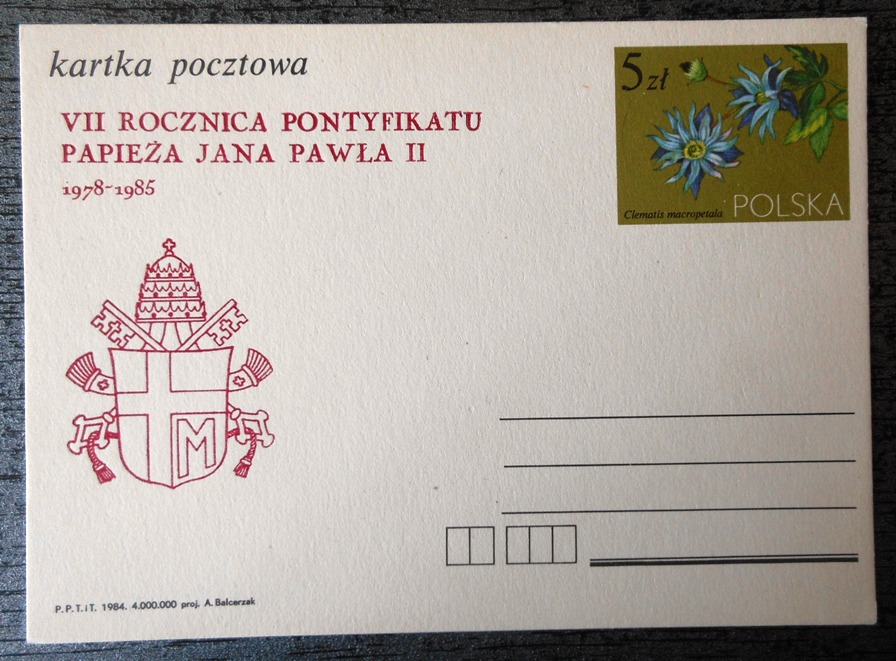 kartka pocztowa
5 zł
VII ROCZNICA PONTYFIKATU
PAPIEŻA JANA PAWŁA II
1978-1985
Clematis macropetala
POLSKA
M
P.P.T.iT. 1984. 4.000.000 proj. A. Balcerzak